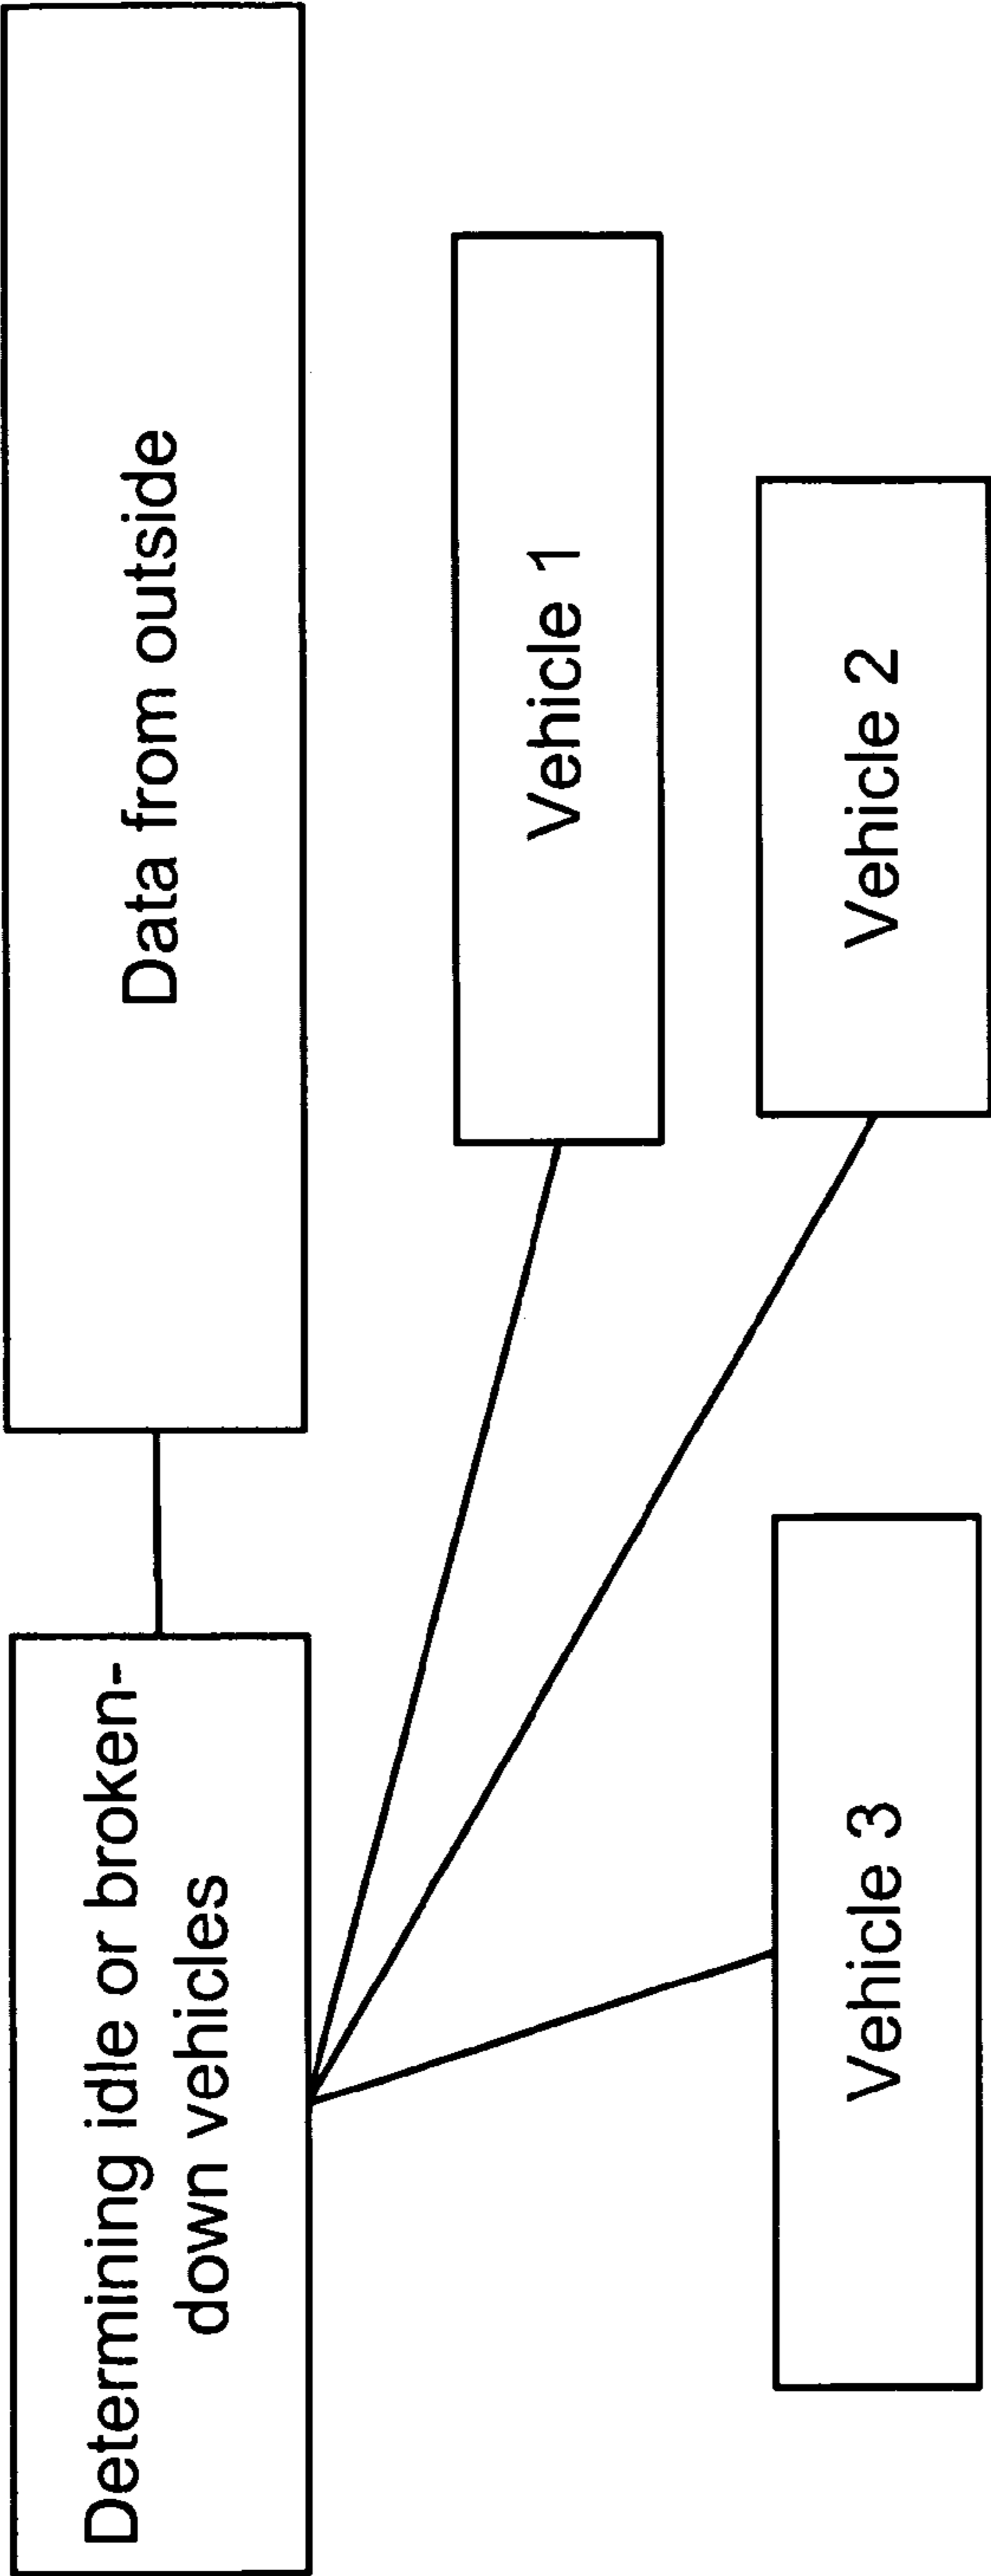 Determining idle or broken-
down vehicles
Data from outside
Vehicle 1
Vehicle 2
Vehicle 3